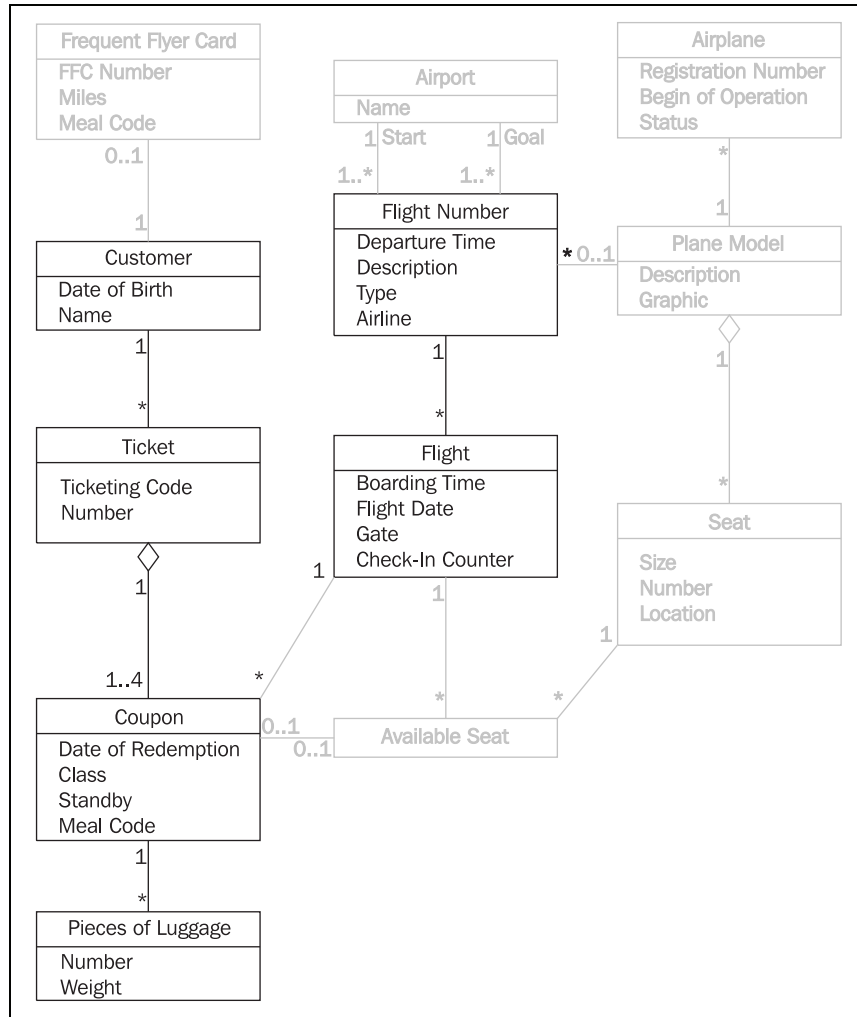 Frequent Flyer Card
FFC Number
Miles
Meal Code
0..1
1
Customer
Date of Birth
Name
1
*
Ticket
Ticketing Code
Number
1
1..4
Coupon
Date of Redemption
Class
Standby
Meal Code
1
*
Pieces of Luggage
Number
Weight
Airport
Name
1 Start
1 Goal
1..*
1..*
Flight Number
Departure Time
Description
Type
Airline
* 0..1
1
*
Flight
Boarding Time
Flight Date
Gate
Check-In Counter
1
*
1
*
0..1
0..1
Available Seat
*
Airplane
Registration Number
Begin of Operation
Status
*
1
Plane Model
Description
Graphic
1
*
Seat
Size
Number
Location
1